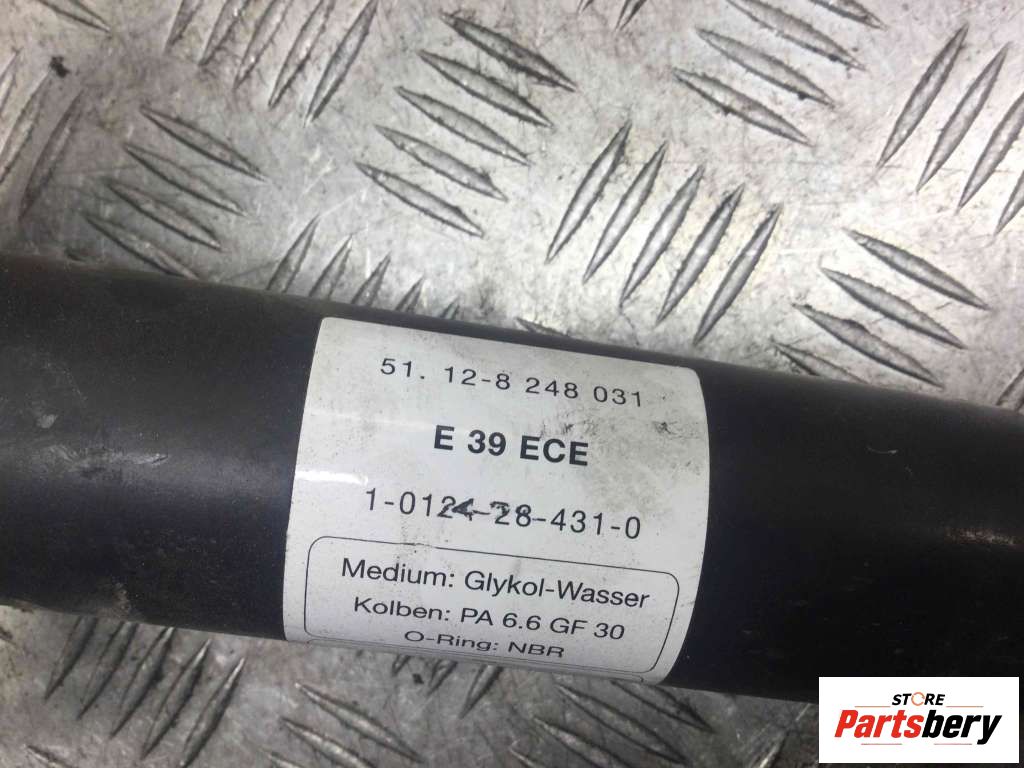 51. 12-8 248 031
E 39 ECE
1-0124-28-431-0
Medium: Glykol-Wasser
Kolben: PA 6.6 GF 30
O-Ring: NBR
STORE
Partsbery